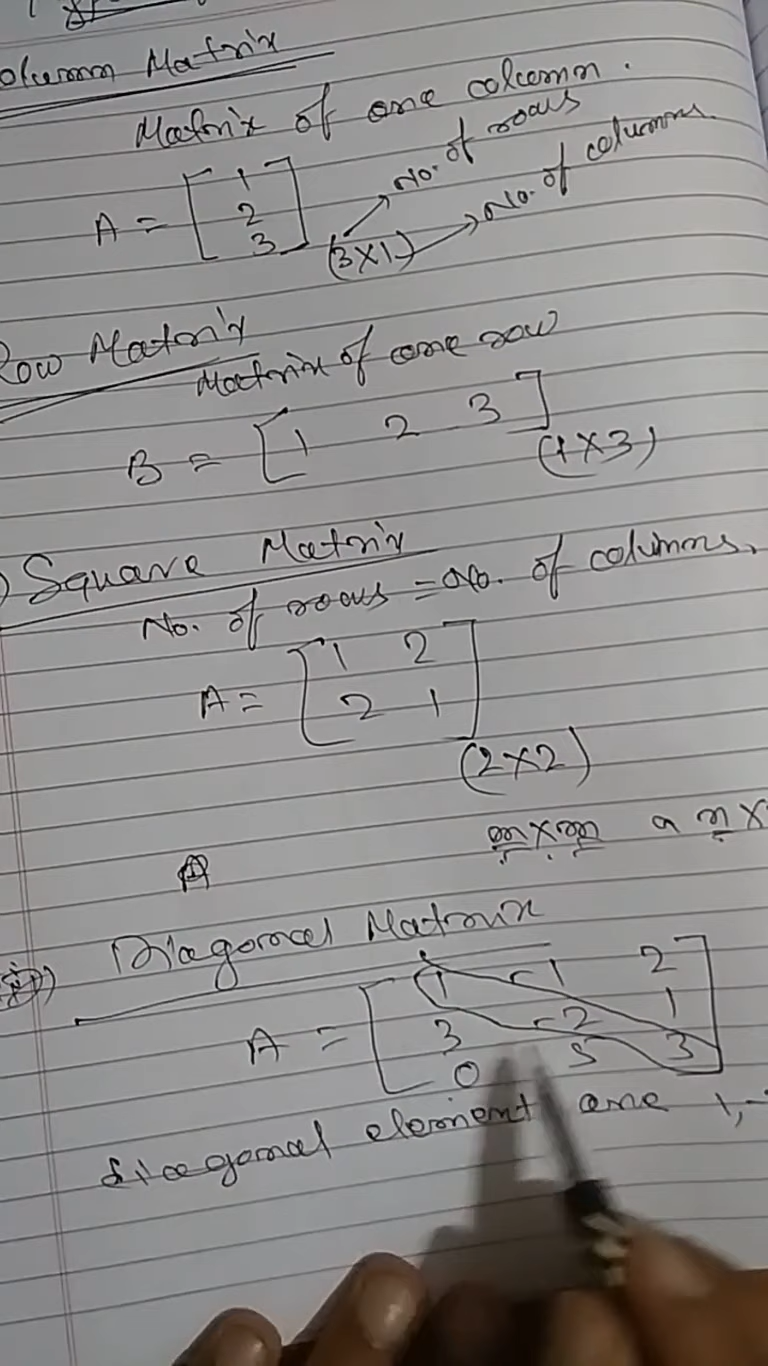 olumn Matrix
Matrix of one column.
A = [1
2
3] (3×1) → No. of rows → No. of columns.
Row Matrix
Matrix of one row
B = [1 2 3] (1×3)
Square Matrix
No. of rows = No. of columns.
A = [1 2
2 1] (2×2)
m×m a n×
A
Diagonal Matrix
A = [1 -1 2
3 -2 1
0 5 3]
diagonal element are 1, -